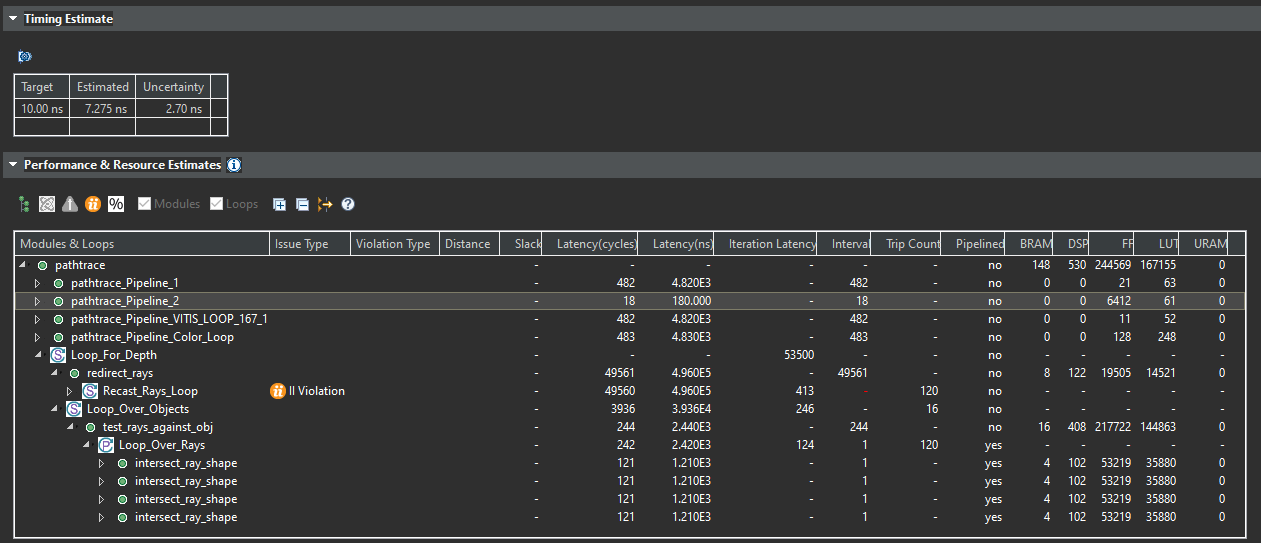 Timing Estimate
Target Estimated Uncertainty
10.00 ns 7.275 ns 2.70 ns
Performance & Resource Estimates
% Modules Loops
Modules & Loops Issue Type Violation Type Distance Slack Latency(cycles) Latency(ns) Iteration Latency Interval Trip Count Pipelined BRAM DSP FF LUT URAM
pathtrace - - - - - - no 148 530 244569 167155 0
pathtrace_Pipeline_1 - 482 4.820E3 - 482 - no 0 0 21 63 0
pathtrace_Pipeline_2 - 18 180.000 - 18 - no 0 0 6412 61 0
pathtrace_Pipeline_VITIS_LOOP_167_1 - 482 4.820E3 - 482 - no 0 0 11 52 0
pathtrace_Pipeline_Color_Loop - 483 4.830E3 - 483 - no 0 0 128 248 0
Loop_For_Depth - - - 53500 - - no - - - - -
redirect_rays - 49561 4.960E5 - 49561 - no 8 122 19505 14521 0
Recast_Rays_Loop II Violation - 49560 4.960E5 413 - 120 no - - - - -
Loop_Over_Objects - 3936 3.936E4 246 - 16 no - - - - -
test_rays_against_obj - 244 2.440E3 - 244 - no 16 408 217722 144863 0
Loop_Over_Rays - 242 2.420E3 124 1 120 yes - - - - -
intersect_ray_shape - 121 1.210E3 - 1 - yes 4 102 53219 35880 0
intersect_ray_shape - 121 1.210E3 - 1 - yes 4 102 53219 35880 0
intersect_ray_shape - 121 1.210E3 - 1 - yes 4 102 53219 35880 0
intersect_ray_shape - 121 1.210E3 - 1 - yes 4 102 53219 35880 0